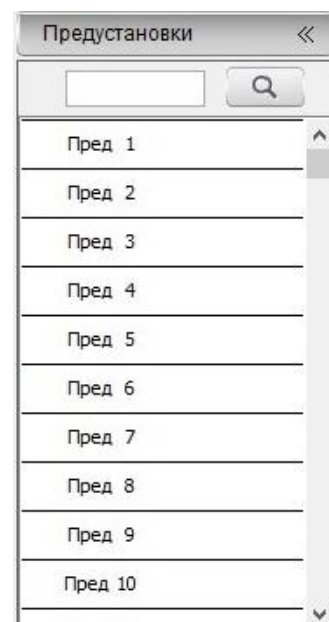 Предустановки
Пред 1
Пред 2
Пред 3
Пред 4
Пред 5
Пред 6
Пред 7
Пред 8
Пред 9
Пред 10